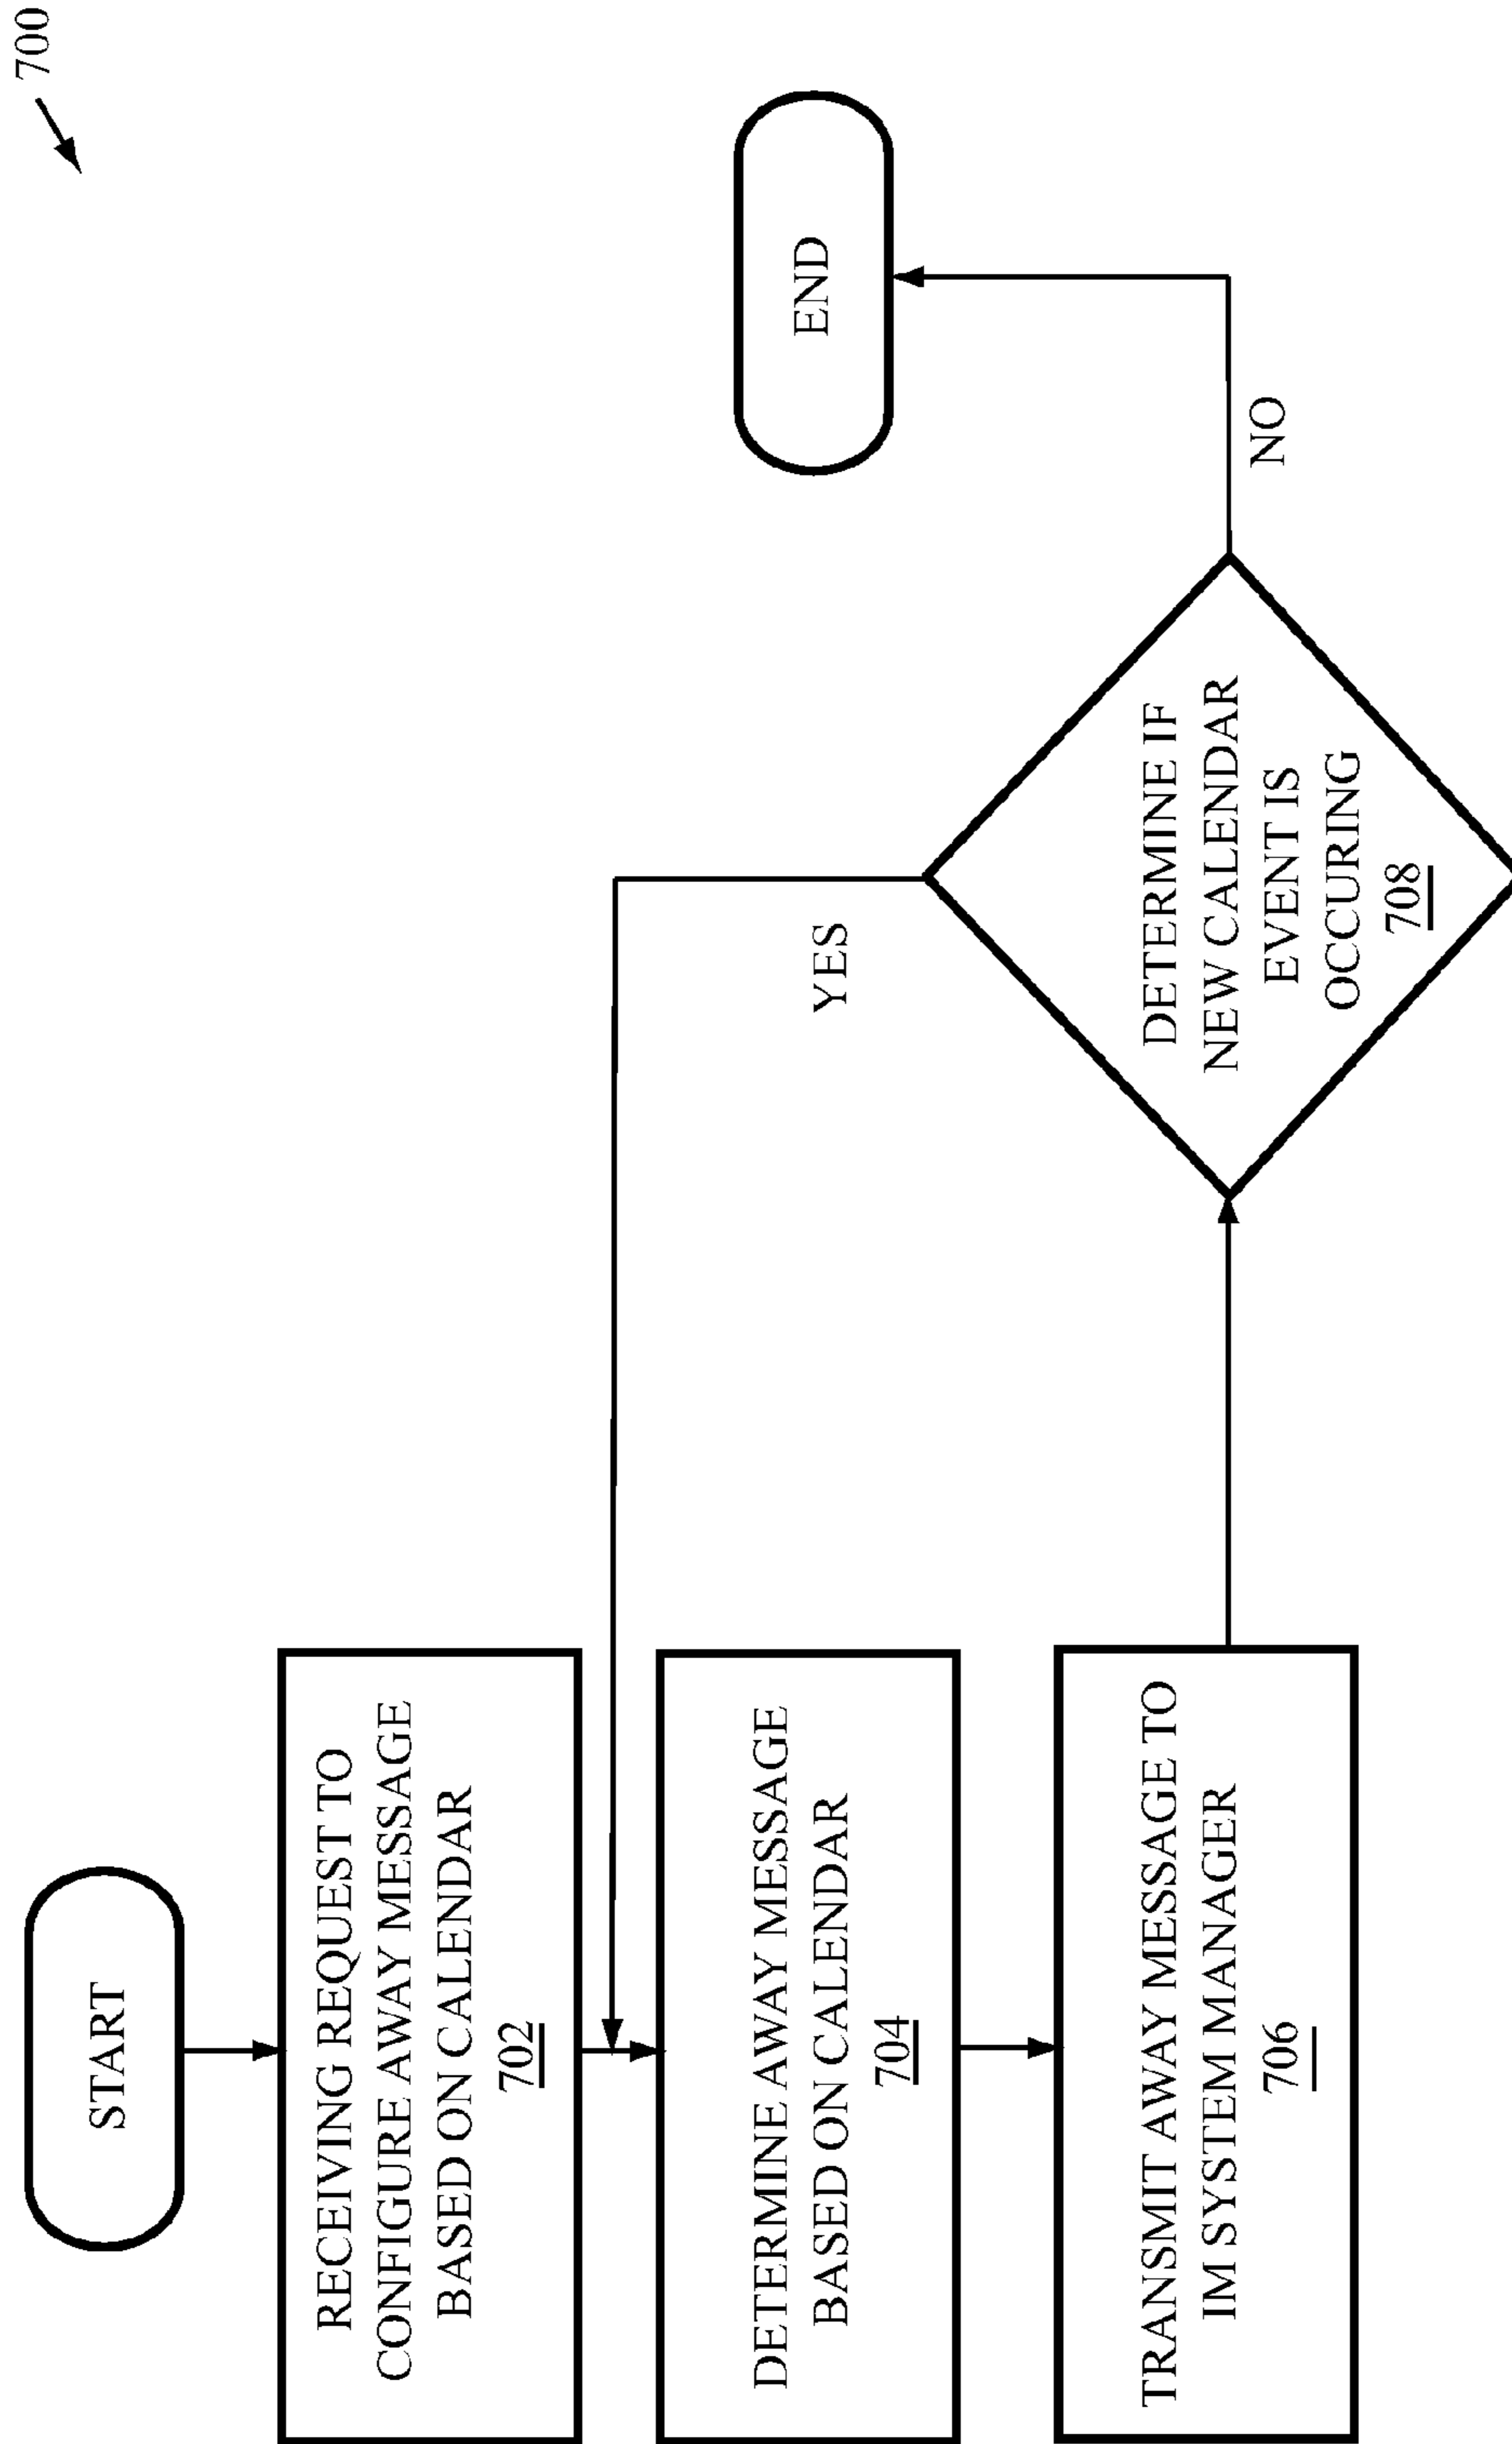 700
START
RECEIVING REQUEST TO
CONFIGURE AWAY MESSAGE
BASED ON CALENDAR
702
DETERMINE AWAY MESSAGE
BASED ON CALENDAR
704
TRANSMIT AWAY MESSAGE TO
IM SYSTEM MANAGER
706
DETERMINE IF
NEW CALENDAR
EVENT IS
OCCURING
708
YES
NO
END